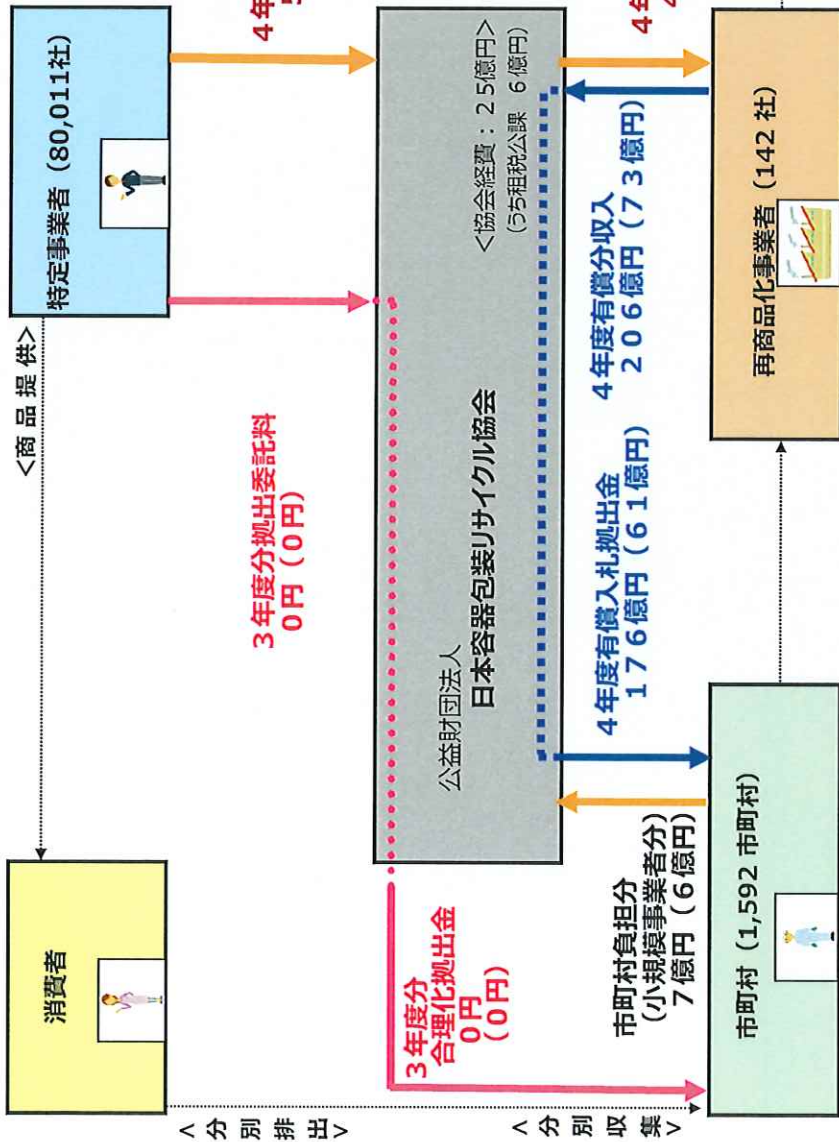 <商品提供>
消費者
特定事業者（80,011社）
<分別排出>
3年度分拠出委託料
0円（0円）
4年
5
3年度分
合理化拠出金
0円
（0円）
公益財団法人
日本容器包装リサイクル協会
<協会経費：25億円>
(うち租税公課 6億円)
市町村負担分
（小規模事業者分）
7億円（6億円）
4年度有償入札拠出金
176億円（61億円）
4年度有償分収入
206億円（73億円）
4年
<分別収集>
市町村（1,592 市町村）
再商品化事業者（142 社）